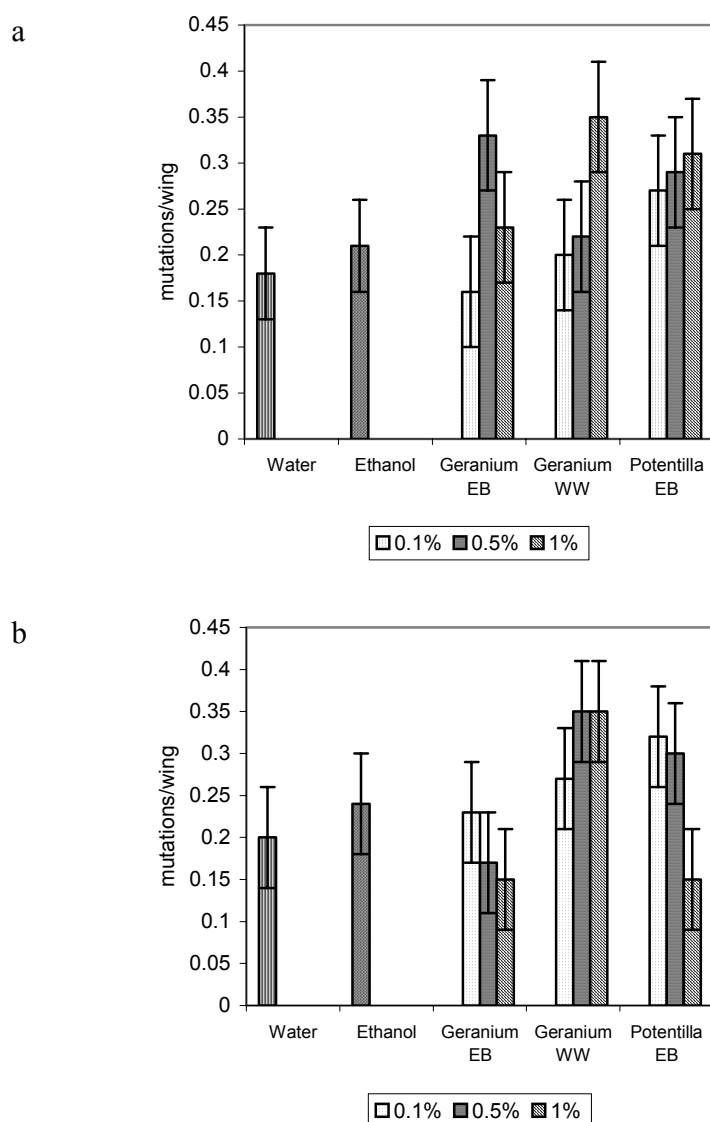 a
mutations/wing
0.45
0.4
0.35
0.3
0.25
0.2
0.15
0.1
0.05
0
Water Ethanol Geranium EB Geranium WW Potentilla EB
0.1% 0.5% 1%
b
mutations/wing
0.45
0.4
0.35
0.3
0.25
0.2
0.15
0.1
0.05
0
Water Ethanol Geranium EB Geranium WW Potentilla EB
0.1% 0.5% 1%